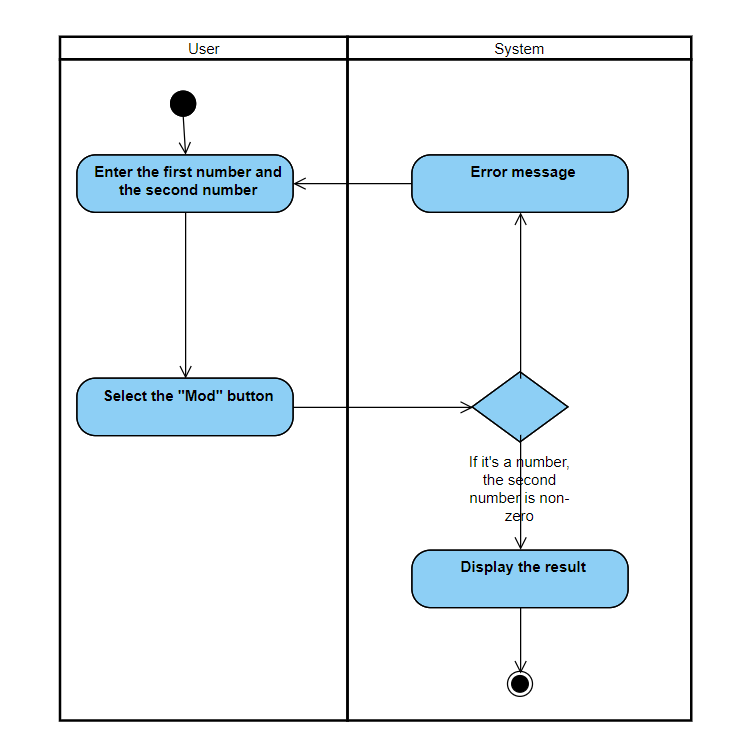 User
System
Enter the first number and
the second number
Error message
Select the "Mod" button
If it's a number,
the second
number is non-
zero
Display the result